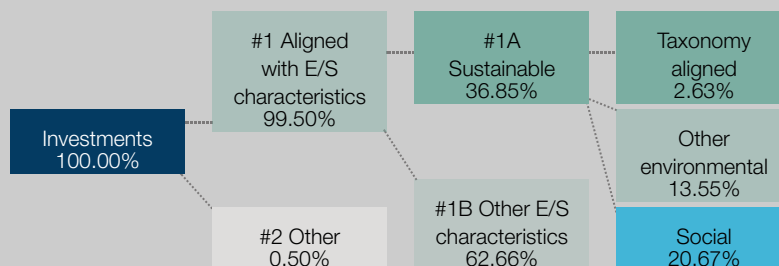 Investments
100.00%
#1 Aligned
with E/S
characteristics
99.50%
#2 Other
0.50%
#1A
Sustainable
36.85%
#1B Other E/S
characteristics
62.66%
Taxonomy
aligned
2.63%
Other
environmental
13.55%
Social
20.67%